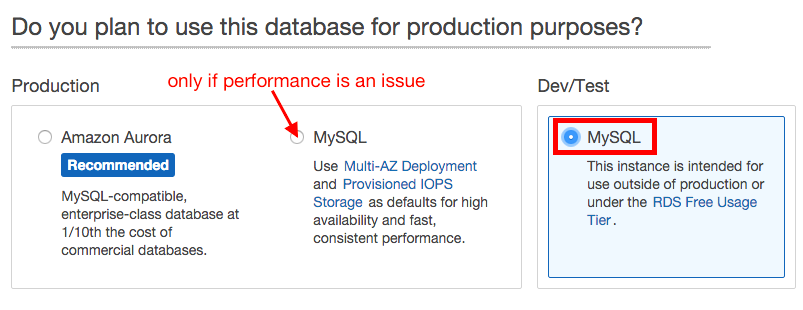 Do you plan to use this database for production purposes?
Production
only if performance is an issue
Dev/Test
Amazon Aurora
Recommended
MySQL-compatible,
enterprise-class database at
1/10th the cost of
commercial databases.
MySQL
Use Multi-AZ Deployment
and Provisioned IOPS
Storage as defaults for high
availability and fast,
consistent performance.
MySQL
This instance is intended for
use outside of production or
under the RDS Free Usage
Tier.